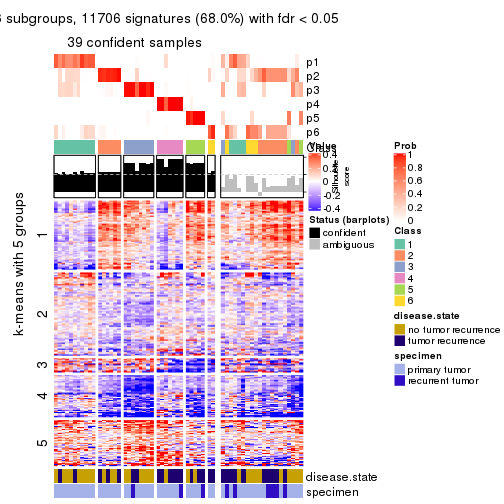 subgroups, 11706 signatures (68.0%) with fdr < 0.05
39 confident samples
p1
p2
p3
p4
p5
p6
Class
Value
0.4
0.2
0
-0.2
-0.4
Silhouette
score
Prob
1
0.8
0.6
0.4
0.2
0
Status (barplots)
confident
ambiguous
Class
1
2
3
4
5
6
disease.state
no tumor recurrence
tumor recurrence
specimen
primary tumor
recurrent tumor
k-means with 5 groups
1
2
3
4
5
disease.state
specimen